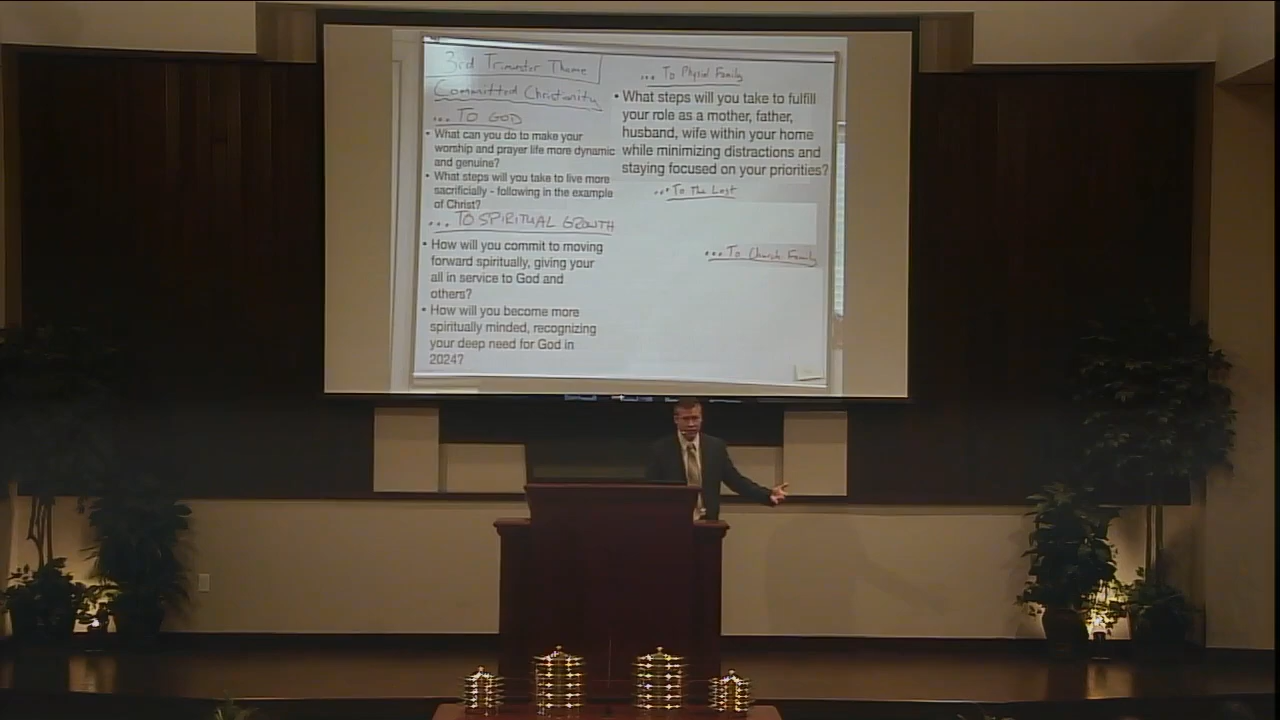 3rd Trimester Theme
Committed Christianity
... TO GOD
• What can you do to make your
worship and prayer life more dynamic
and genuine?
• What steps will you take to live more
sacrificially - following in the example
of Christ?
... TO SPIRITUAL GROWTH
• How will you commit to moving
forward spiritually, giving your
all in service to God and
others?
• How will you become more
spiritually minded, recognizing
your deep need for God in
2024?
... To Physical Family
• What steps will you take to fulfill
your role as a mother, father,
husband, wife within your home
while minimizing distractions and
staying focused on your priorities?
... To The Lost
... To Church Family